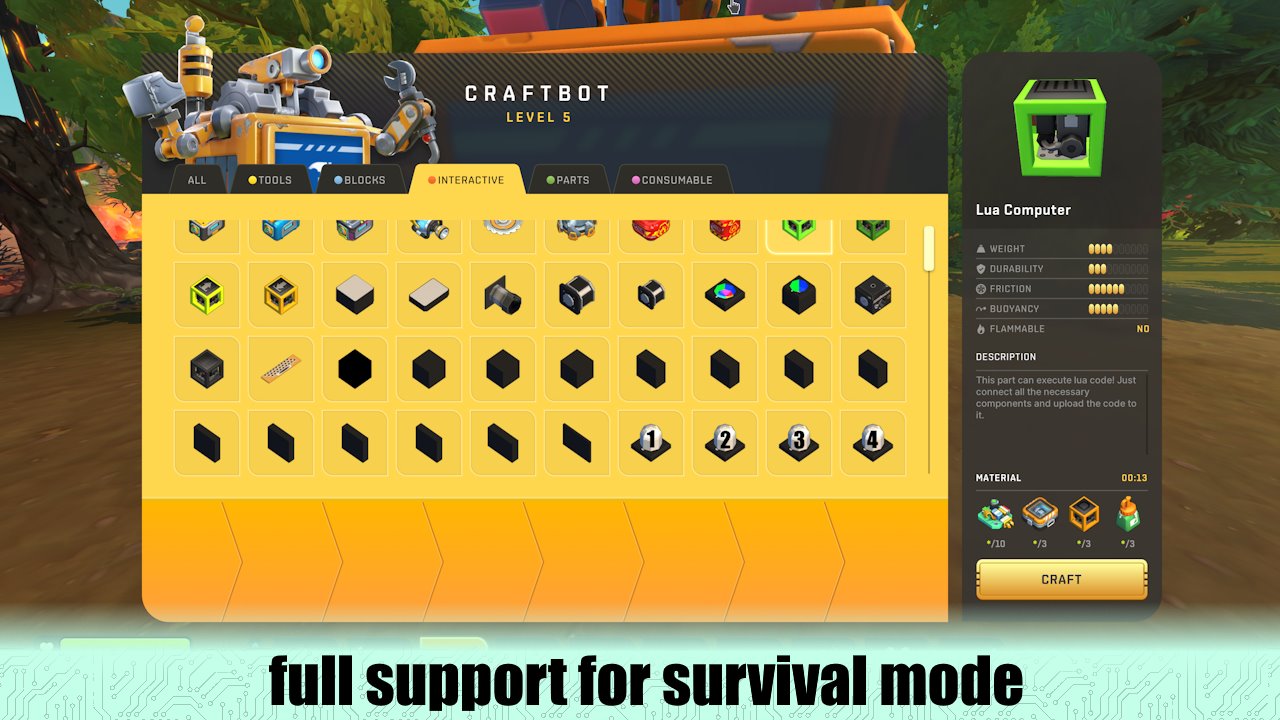 CRAFTBOT
LEVEL 5
ALL
TOOLS
BLOCKS
INTERACTIVE
PARTS
CONSUMABLE
1
2
3
4
Lua Computer
WEIGHT
DURABILITY
FRICTION
BUOYANCY
FLAMMABLE NO
DESCRIPTION
This part can execute lua code! Just
connect all the necessary
components and upload the code to
it.
MATERIAL 00:13
*/10 */3 */3 */3
CRAFT
full support for survival mode